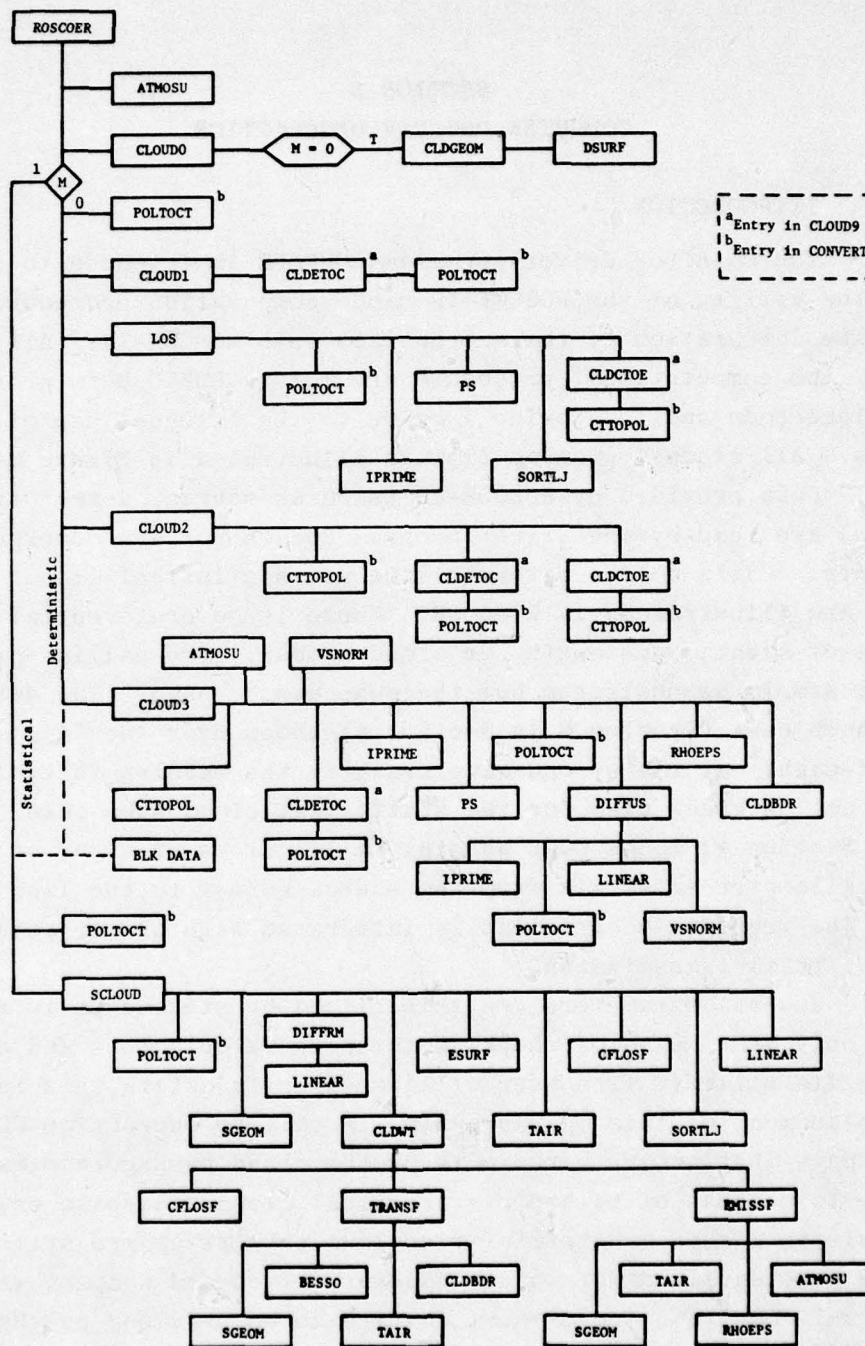 ROSCOER
ATMOSU
CLOUD0
M = 0
T
CLDGEOM
DSURF
1
M
0
POLTOCT b
a Entry in CLOUD9
b Entry in CONVERT
CLOUD1
CLDETOC a
POLTOCT b
LOS
POLTOCT b
PS
CLDCTOE a
CTTOPOL b
IPRIME
SORTLJ
CLOUD2
CTTOPOL b
CLDETOC a
CLDCTOE a
POLTOCT b
CTTOPOL b
Deterministic
Statistical
ATMOSU
VSNORM
CLOUD3
IPRIME
POLTOCT b
RHOEPS
CTTOPOL b
CLDETOC a
PS
DIFFUS
CLDBDR
BLK DATA
POLTOCT b
IPRIME
LINEAR
POLTOCT b
POLTOCT b
VSNORM
SCLOUD
POLTOCT b
DIFFRM
ESURF
CFLOSF
LINEAR
LINEAR
SGEOM
CLDWT
TAIR
SORTLJ
CFLOSF
TRANSF
EMISSF
BESSO
CLDBDR
TAIR
ATMOSU
SGEOM
TAIR
SGEOM
RHOEPS